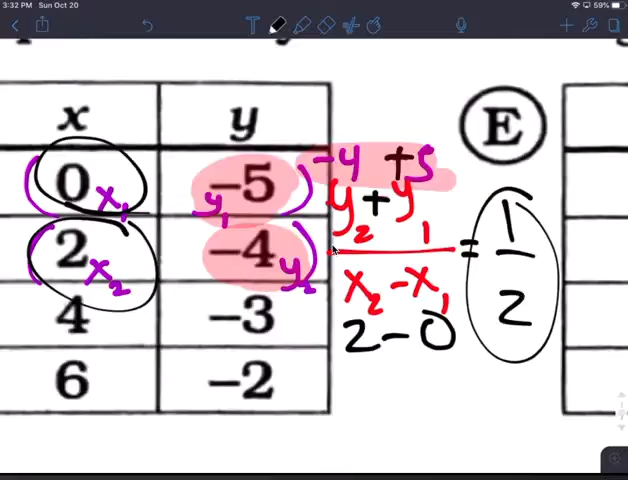 3:32 PM Sun Oct 20 59%
x y
0 x₁ y₁ -5 -4 +5
2 x₂ -4 y₂
y₂ + y₁
x₂ - x₁
2 - 0
= 1/2
E
4 -3
6 -2